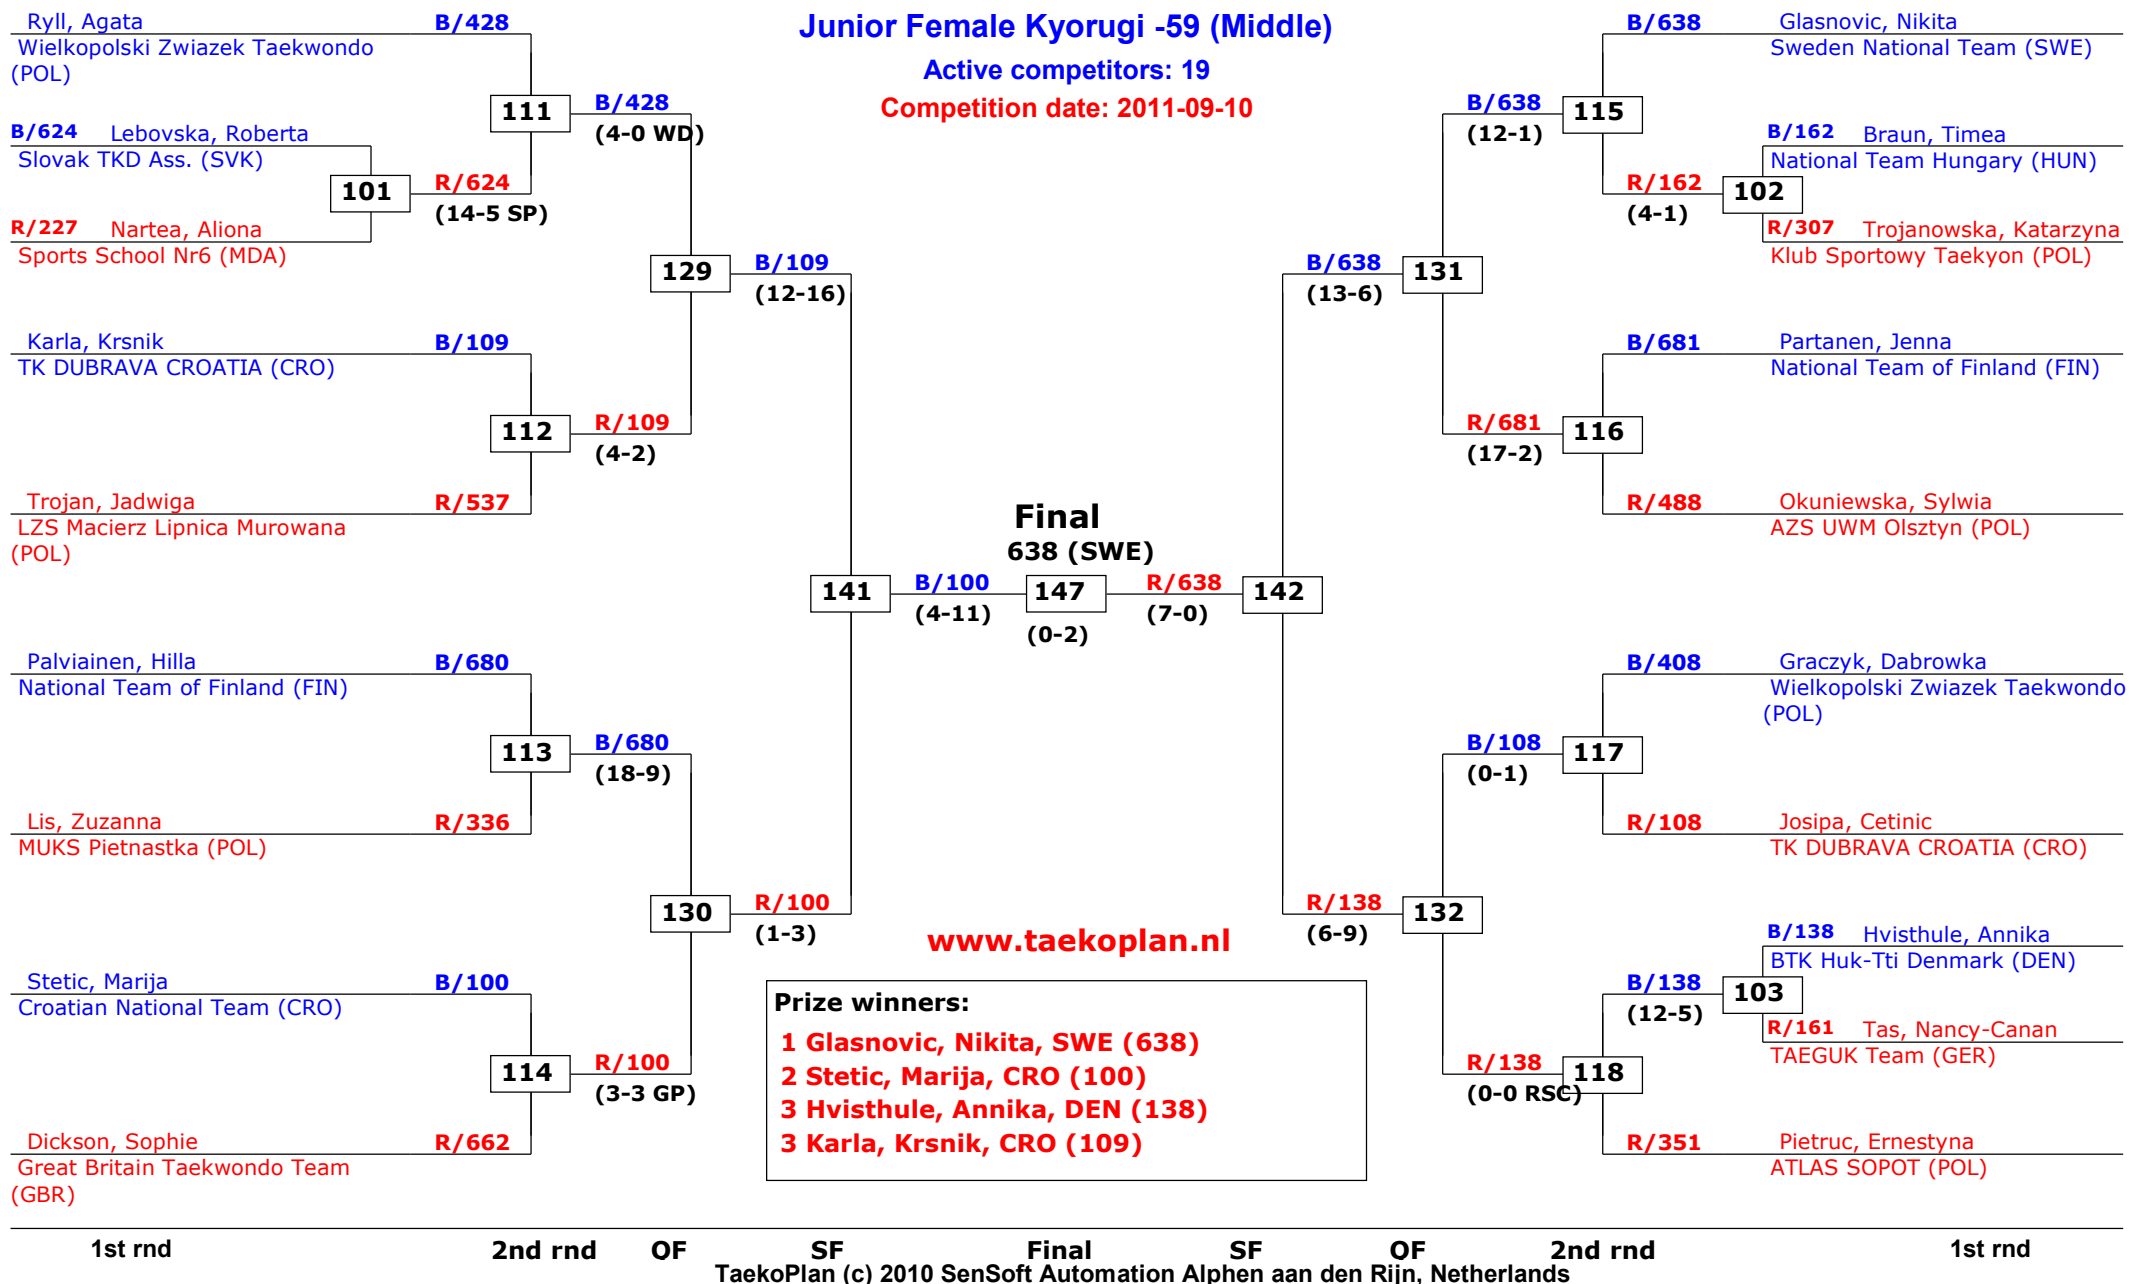 Junior Female Kyorugi -59 (Middle)
Active competitors: 19
Competition date: 2011-09-10
Ryll, Agata
B/428
Wielkopolski Zwiazek Taekwondo
(POL)
111
B/428
(4-0 WD)
B/624 Lebovska, Roberta
Slovak TKD Ass. (SVK)
101
R/624
(14-5 SP)
R/227 Nartea, Aliona
Sports School Nr6 (MDA)
129
B/109
(12-16)
Karla, Krsnik
B/109
TK DUBRAVA CROATIA (CRO)
112
R/109
(4-2)
Trojan, Jadwiga
R/537
LZS Macierz Lipnica Murowana
(POL)
141
B/100
(4-11)
Palviainen, Hilla
B/680
National Team of Finland (FIN)
113
B/680
(18-9)
Lis, Zuzanna
R/336
MUKS Pietnastka (POL)
130
R/100
(1-3)
Stetic, Marija
B/100
Croatian National Team (CRO)
114
R/100
(3-3 GP)
Dickson, Sophie
R/662
Great Britain Taekwondo Team
(GBR)
Final
638 (SWE)
147
(0-2)
R/638
(7-0)
142
B/638
Glasnovic, Nikita
Sweden National Team (SWE)
B/638
(12-1)
115
B/162 Braun, Timea
National Team Hungary (HUN)
R/162
(4-1)
102
R/307 Trojanowska, Katarzyna
Klub Sportowy Taekyon (POL)
B/638
(13-6)
131
B/681
Partanen, Jenna
National Team of Finland (FIN)
R/681
(17-2)
116
R/488
Okuniewska, Sylwia
AZS UWM Olsztyn (POL)
B/408
Graczyk, Dabrowka
Wielkopolski Zwiazek Taekwondo
(POL)
B/108
(0-1)
117
R/108
Josipa, Cetinic
TK DUBRAVA CROATIA (CRO)
R/138
(6-9)
132
B/138 Hvisthule, Annika
BTK Huk-Tti Denmark (DEN)
B/138
(12-5)
103
R/161 Tas, Nancy-Canan
TAEGUK Team (GER)
R/138
(0-0 RSC)
118
R/351
Pietruc, Ernestyna
ATLAS SOPOT (POL)
www.taekoplan.nl
Prize winners:
1 Glasnovic, Nikita, SWE (638)
2 Stetic, Marija, CRO (100)
3 Hvisthule, Annika, DEN (138)
3 Karla, Krsnik, CRO (109)
1st rnd 2nd rnd QF SF Final SF QF 2nd rnd 1st rnd
TaekoPlan (c) 2010 SenSoft Automation Alphen aan den Rijn, Netherlands